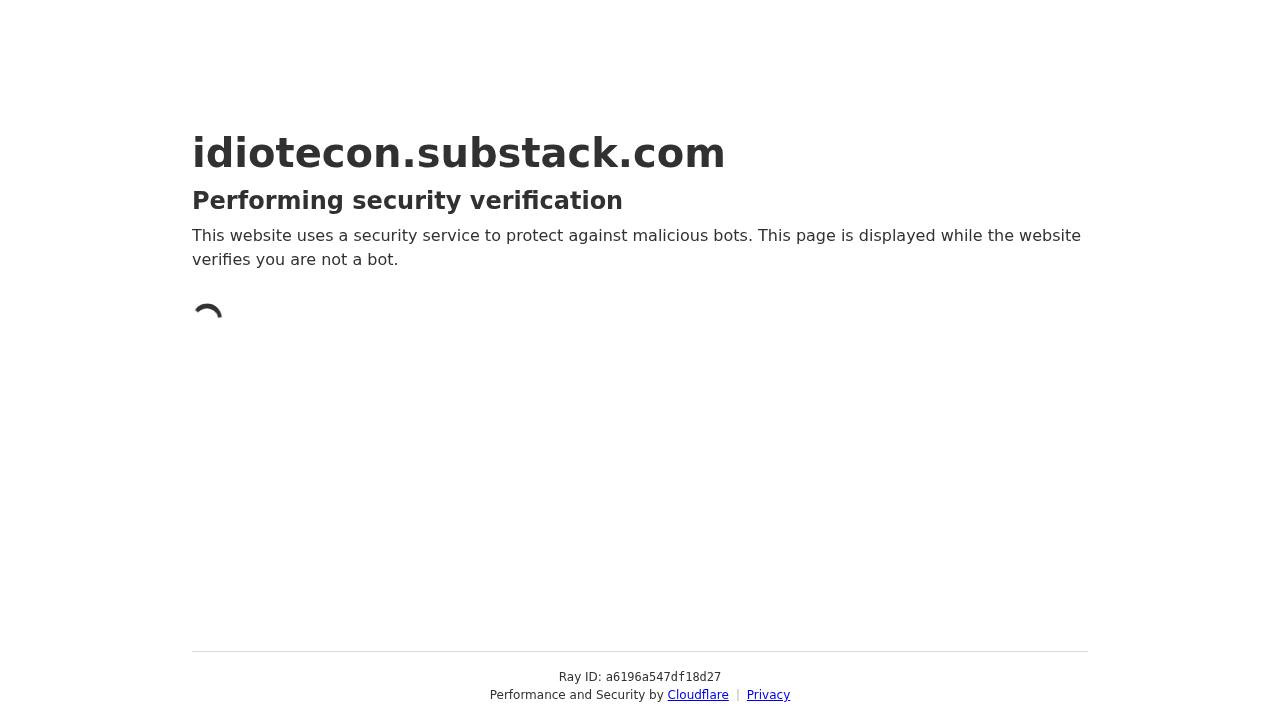 idiotecon.substack.com
Performing security verification
This website uses a security service to protect against malicious bots. This page is displayed while the website
verifies you are not a bot.
Ray ID: a6196a547df18d27
Performance and Security by Cloudflare | Privacy